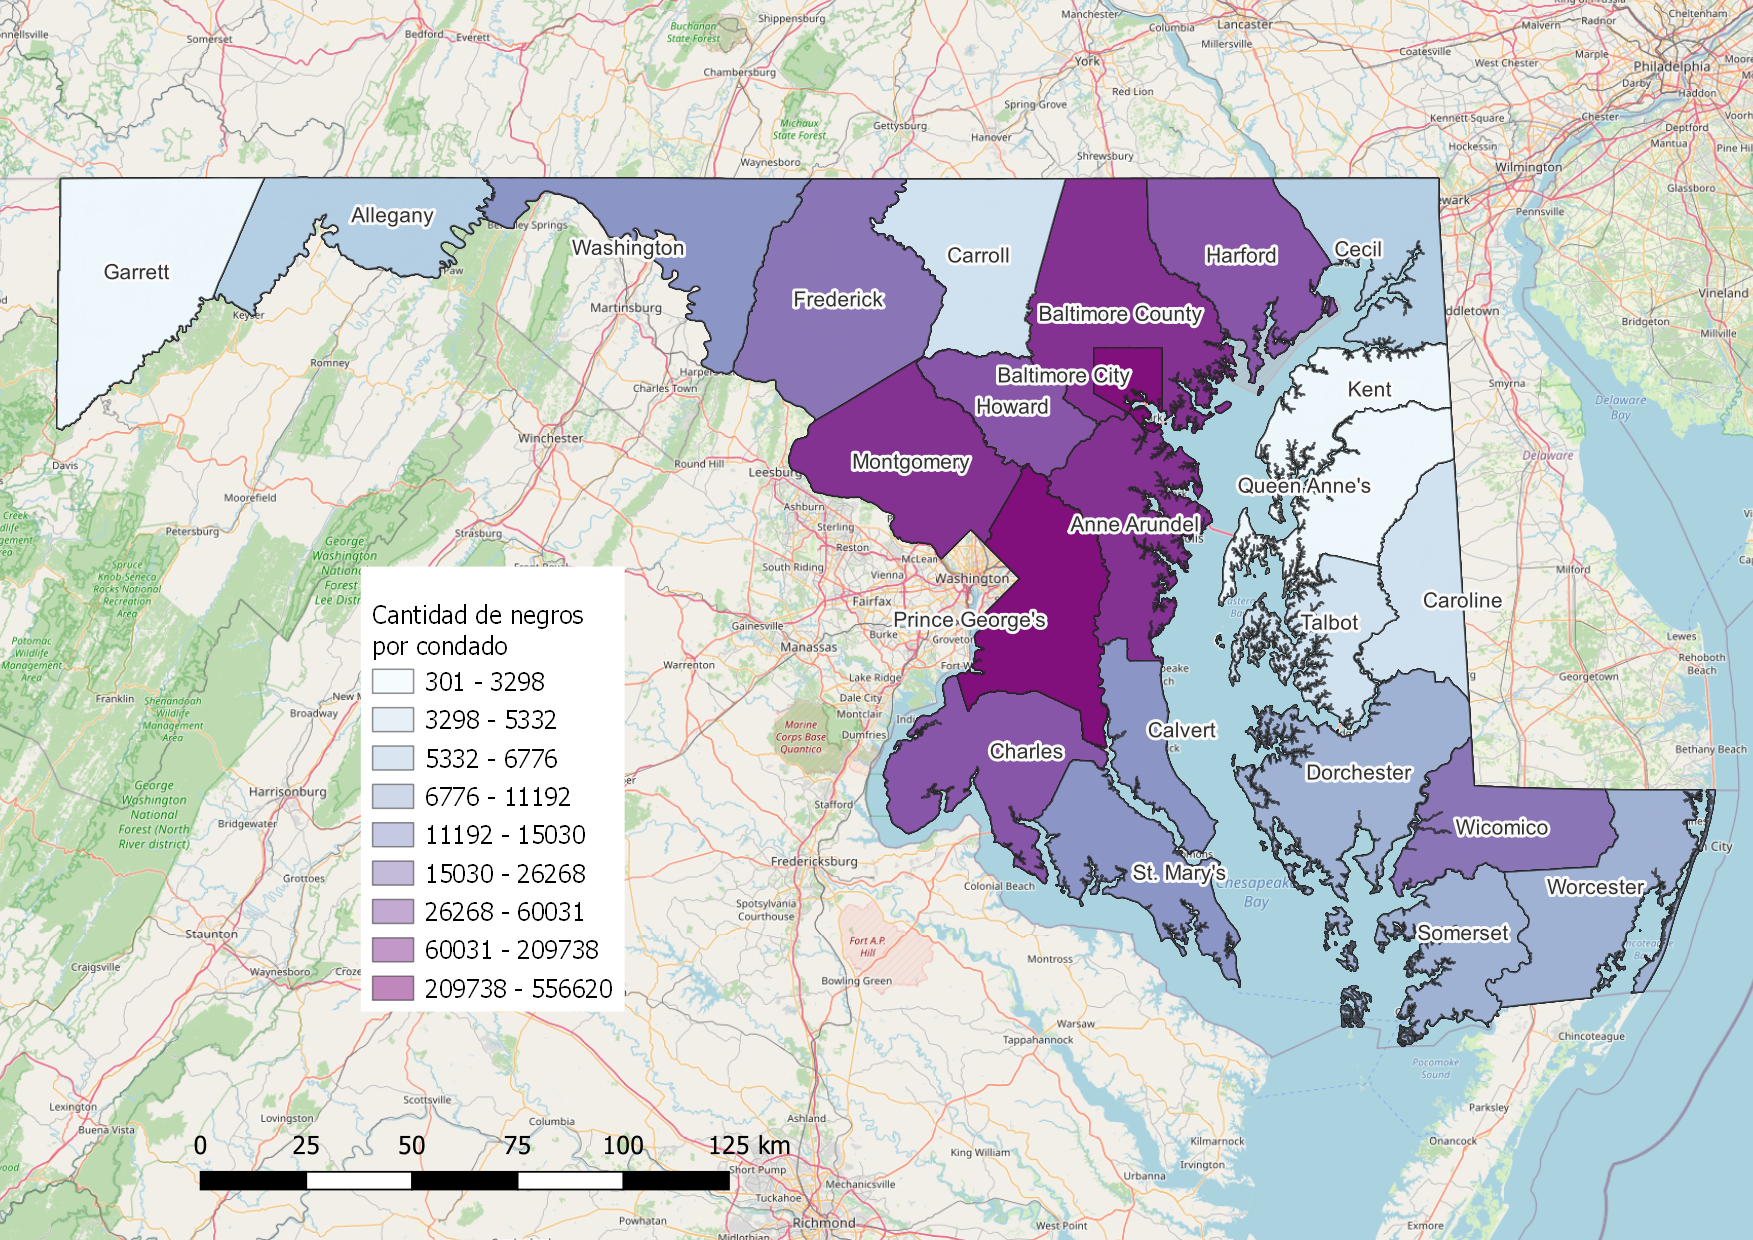 Shippensburg
Manchester
Lancaster
Cheltenham
Somerset
Bedford
Everett
Buchanan
State Forest
Columbia
Millersville
Malvern
Radnor
Coatesville
Marple
Philadelphia
Chambersburg
York
West Chester
Darby
Haddon
Red Lion
Spring Grove
Michaux
State Forest
Gettysburg
Hanover
Kennett Square
Chester
Deptford
Mantua
Hockessin
Shrewsbury
Waynesboro
Wilmington
Glassboro
Pennsville
Allegany
Berkeley Springs
Washington
Carroll
Harford
Cecil
Garrett
Paw
Frederick
Martinsburg
Keyser
Baltimore County
Vineland
Bridgeton
Millville
Romney
Charles Town
Baltimore City
Howard
Kent
Smyrna
Delaware
Bay
Winchester
Davis
Round Hill
Leesburg
Montgomery
Delaware
Queen Anne's
Moorefield
Ashburn
Sterling
Reston
Anne Arundel
Petersburg
Strasburg
George
Washington
National
Forest
Lee District
Spruce
Knob-Seneca
Rocks National
Recreation
Area
McLean
South Riding
Vienna
Washington
Fairfax
Milford
Caroline
Talbot
Prince George's
Gainesville
Burke
Manassas
Warrenton
Lewes
Rehoboth
Beach
Georgetown
Potomac
Wildlife
Management
Area
Franklin
Shenandoah
Wildlife
Management
Area
Broadway
Lake Ridge
Dale City
Montclair
Dumfries
Marine
Corps Base
Quantico
Calvert
Charles
Bethany Beach
Dorchester
George
Washington
National
Forest (North
River district)
Harrisonburg
Bridgewater
Stafford
Wicomico
Cantidad de negros
por condado
301 - 3298
3298 - 5332
5332 - 6776
6776 - 11192
11192 - 15030
15030 - 26268
26268 - 60031
60031 - 209738
209738 - 556620
Fredericksburg
Grottoes
Colonial Beach
St. Mary's
Chesapeake
Bay
Worcester
Spotsylvania
Courthouse
Staunton
Somerset
Fort A.P.
Hill
Craigsville
Waynesboro
Montross
Bowling Green
Warsaw
Tappahannock
Chincoteague
Pocomoke
Sound
Lexington
Buena Vista
Lovingston
Scottsville
Columbia
Ashland
Parksley
Onancock
Kilmarnock
King William
Irvington
Urbanna
0 25 50 75 100 125 km
Short Pump
Tuckahoe
Mechanicsville
Powhatan
Richmond
Midlothian
West Point
Exmore